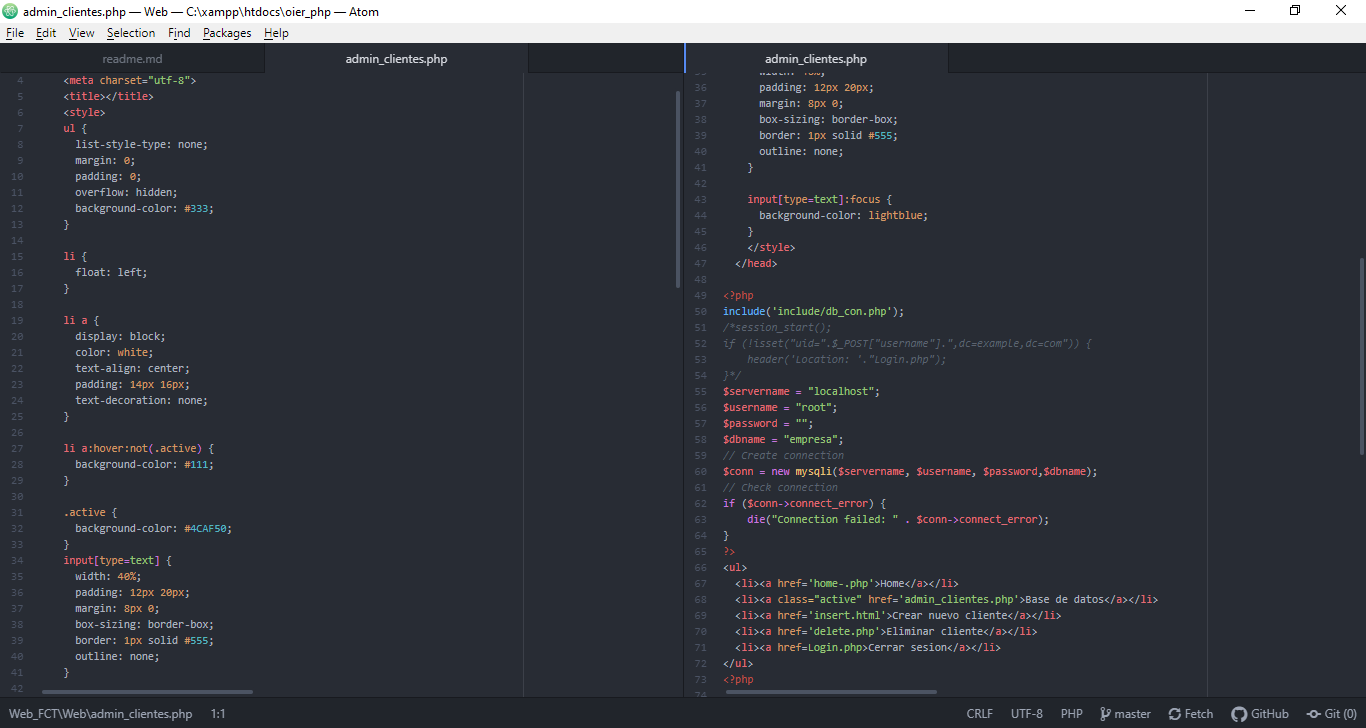 admin_clientes.php — Web — C:\xampp\htdocs\oier_php — Atom
File Edit View Selection Find Packages Help
readme.md
admin_clientes.php
4 <meta charset="utf-8">
5 <title></title>
6 <style>
7 ul {
8 list-style-type: none;
9 margin: 0;
10 padding: 0;
11 overflow: hidden;
12 background-color: #333;
13 }
14
15 li {
16 float: left;
17 }
18
19 li a {
20 display: block;
21 color: white;
22 text-align: center;
23 padding: 14px 16px;
24 text-decoration: none;
25 }
26
27 li a:hover:not(.active) {
28 background-color: #111;
29 }
30
31 .active {
32 background-color: #4CAF50;
33 }
34 input[type=text] {
35 width: 40%;
36 padding: 12px 20px;
37 margin: 8px 0;
38 box-sizing: border-box;
39 border: 1px solid #555;
40 outline: none;
41 }
42
admin_clientes.php
35 width: 40%;
36 padding: 12px 20px;
37 margin: 8px 0;
38 box-sizing: border-box;
39 border: 1px solid #555;
40 outline: none;
41 }
42
43 input[type=text]:focus {
44 background-color: lightblue;
45 }
46 </style>
47 </head>
48
49 <?php
50 include('include/db_con.php');
51 /*session_start();
52 if (!isset("uid=".$_POST["username"].",dc=example,dc=com")) {
53 header('Location: '."Login.php");
54 }*/
55 $servername = "localhost";
56 $username = "root";
57 $password = "";
58 $dbname = "empresa";
59 // Create connection
60 $conn = new mysqli($servername, $username, $password,$dbname);
61 // Check connection
62 if ($conn->connect_error) {
63 die("Connection failed: " . $conn->connect_error);
64 }
65 ?>
66 <ul>
67 <li><a href='home-.php'>Home</a></li>
68 <li><a class="active" href='admin_clientes.php'>Base de datos</a></li>
69 <li><a href='insert.html'>Crear nuevo cliente</a></li>
70 <li><a href='delete.php'>Eliminar cliente</a></li>
71 <li><a href=Login.php>Cerrar sesion</a></li>
72 </ul>
73 <?php
74
Web_FCT\Web\admin_clientes.php 1:1 CRLF UTF-8 PHP master Fetch GitHub Git (0)